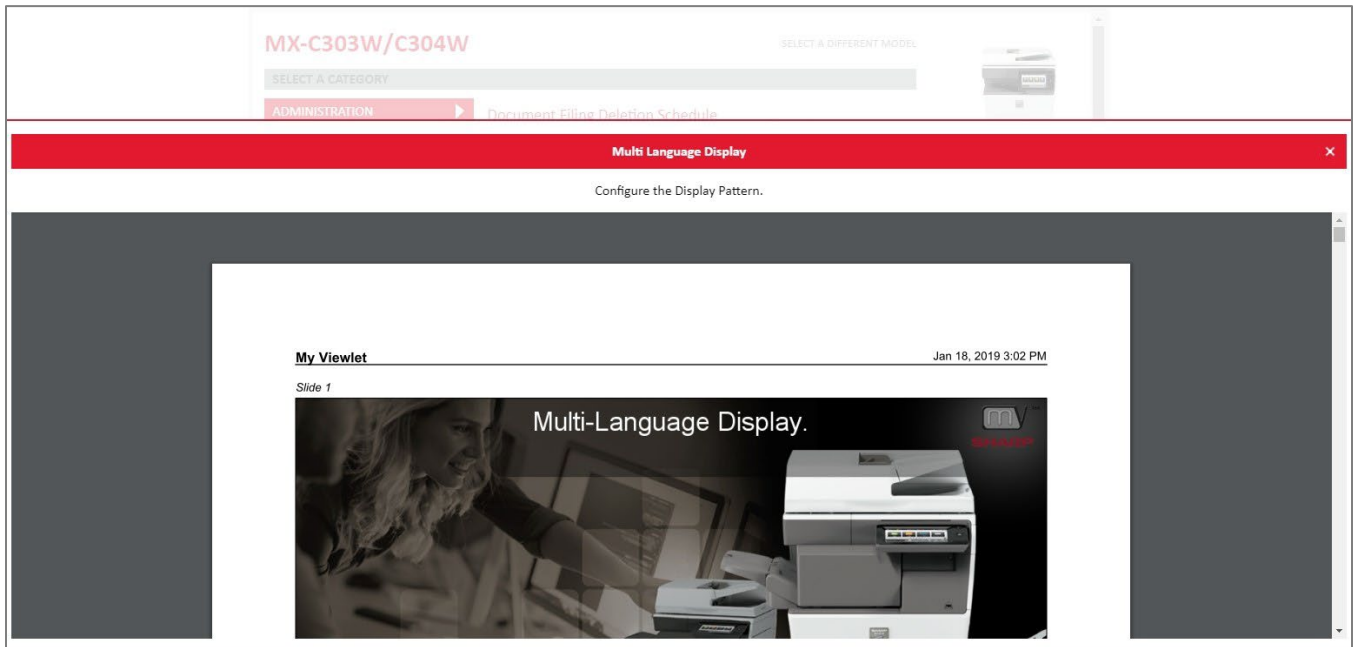 MX-C303W/C304W
SELECT A DIFFERENT MODEL
SELECT A CATEGORY
ADMINISTRATION
Document Filing Deletion Schedule
Multi Language Display ×
Configure the Display Pattern.
My Viewlet
Jan 18, 2019 3:02 PM
Slide 1
Multi-Language Display.
SHARP